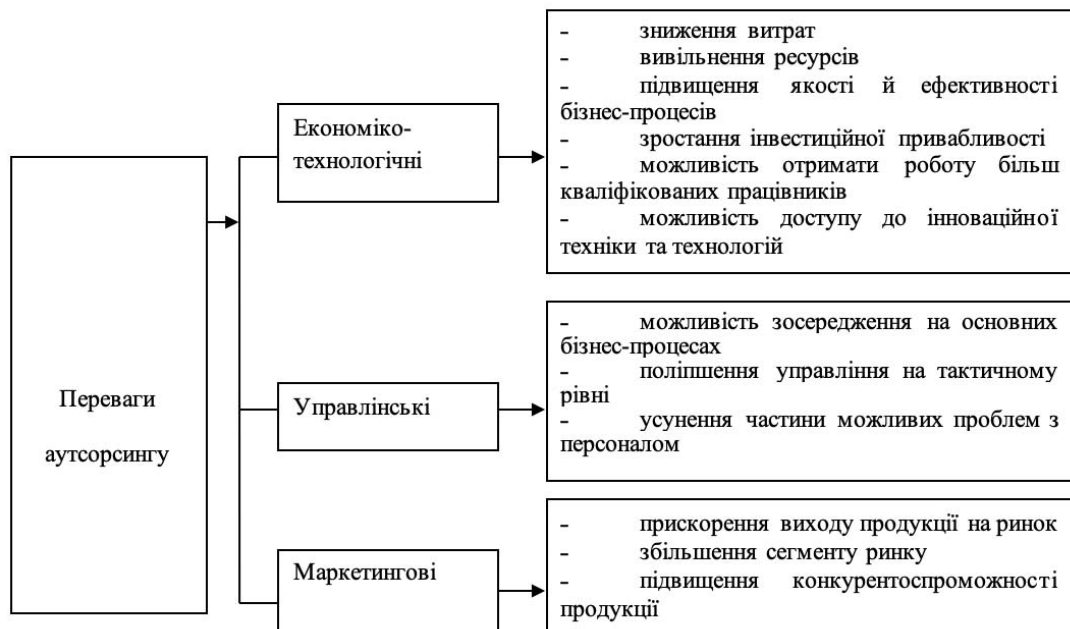 Переваги
аутсорсингу
Економіко-
технологічні
- зниження витрат
- вивільнення ресурсів
- підвищення якості й ефективності
бізнес-процесів
- зростання інвестиційної привабливості
- можливість отримати роботу більш
кваліфікованих працівників
- можливість доступу до інноваційної
техніки та технологій
Управлінські
- можливість зосередження на основних
бізнес-процесах
- поліпшення управління на тактичному
рівні
- усунення частини можливих проблем з
персоналом
Маркетингові
- прискорення виходу продукції на ринок
- збільшення сегменту ринку
- підвищення конкурентоспроможності
продукції